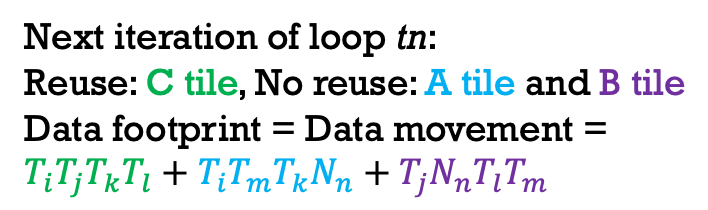 Next iteration of loop tn:
Reuse: C tile, No reuse: A tile and B tile
Data footprint = Data movement =
TᵢTⱼTₖTₗ + TᵢTₘTₖNₙ + TⱼNₙTₗTₘ